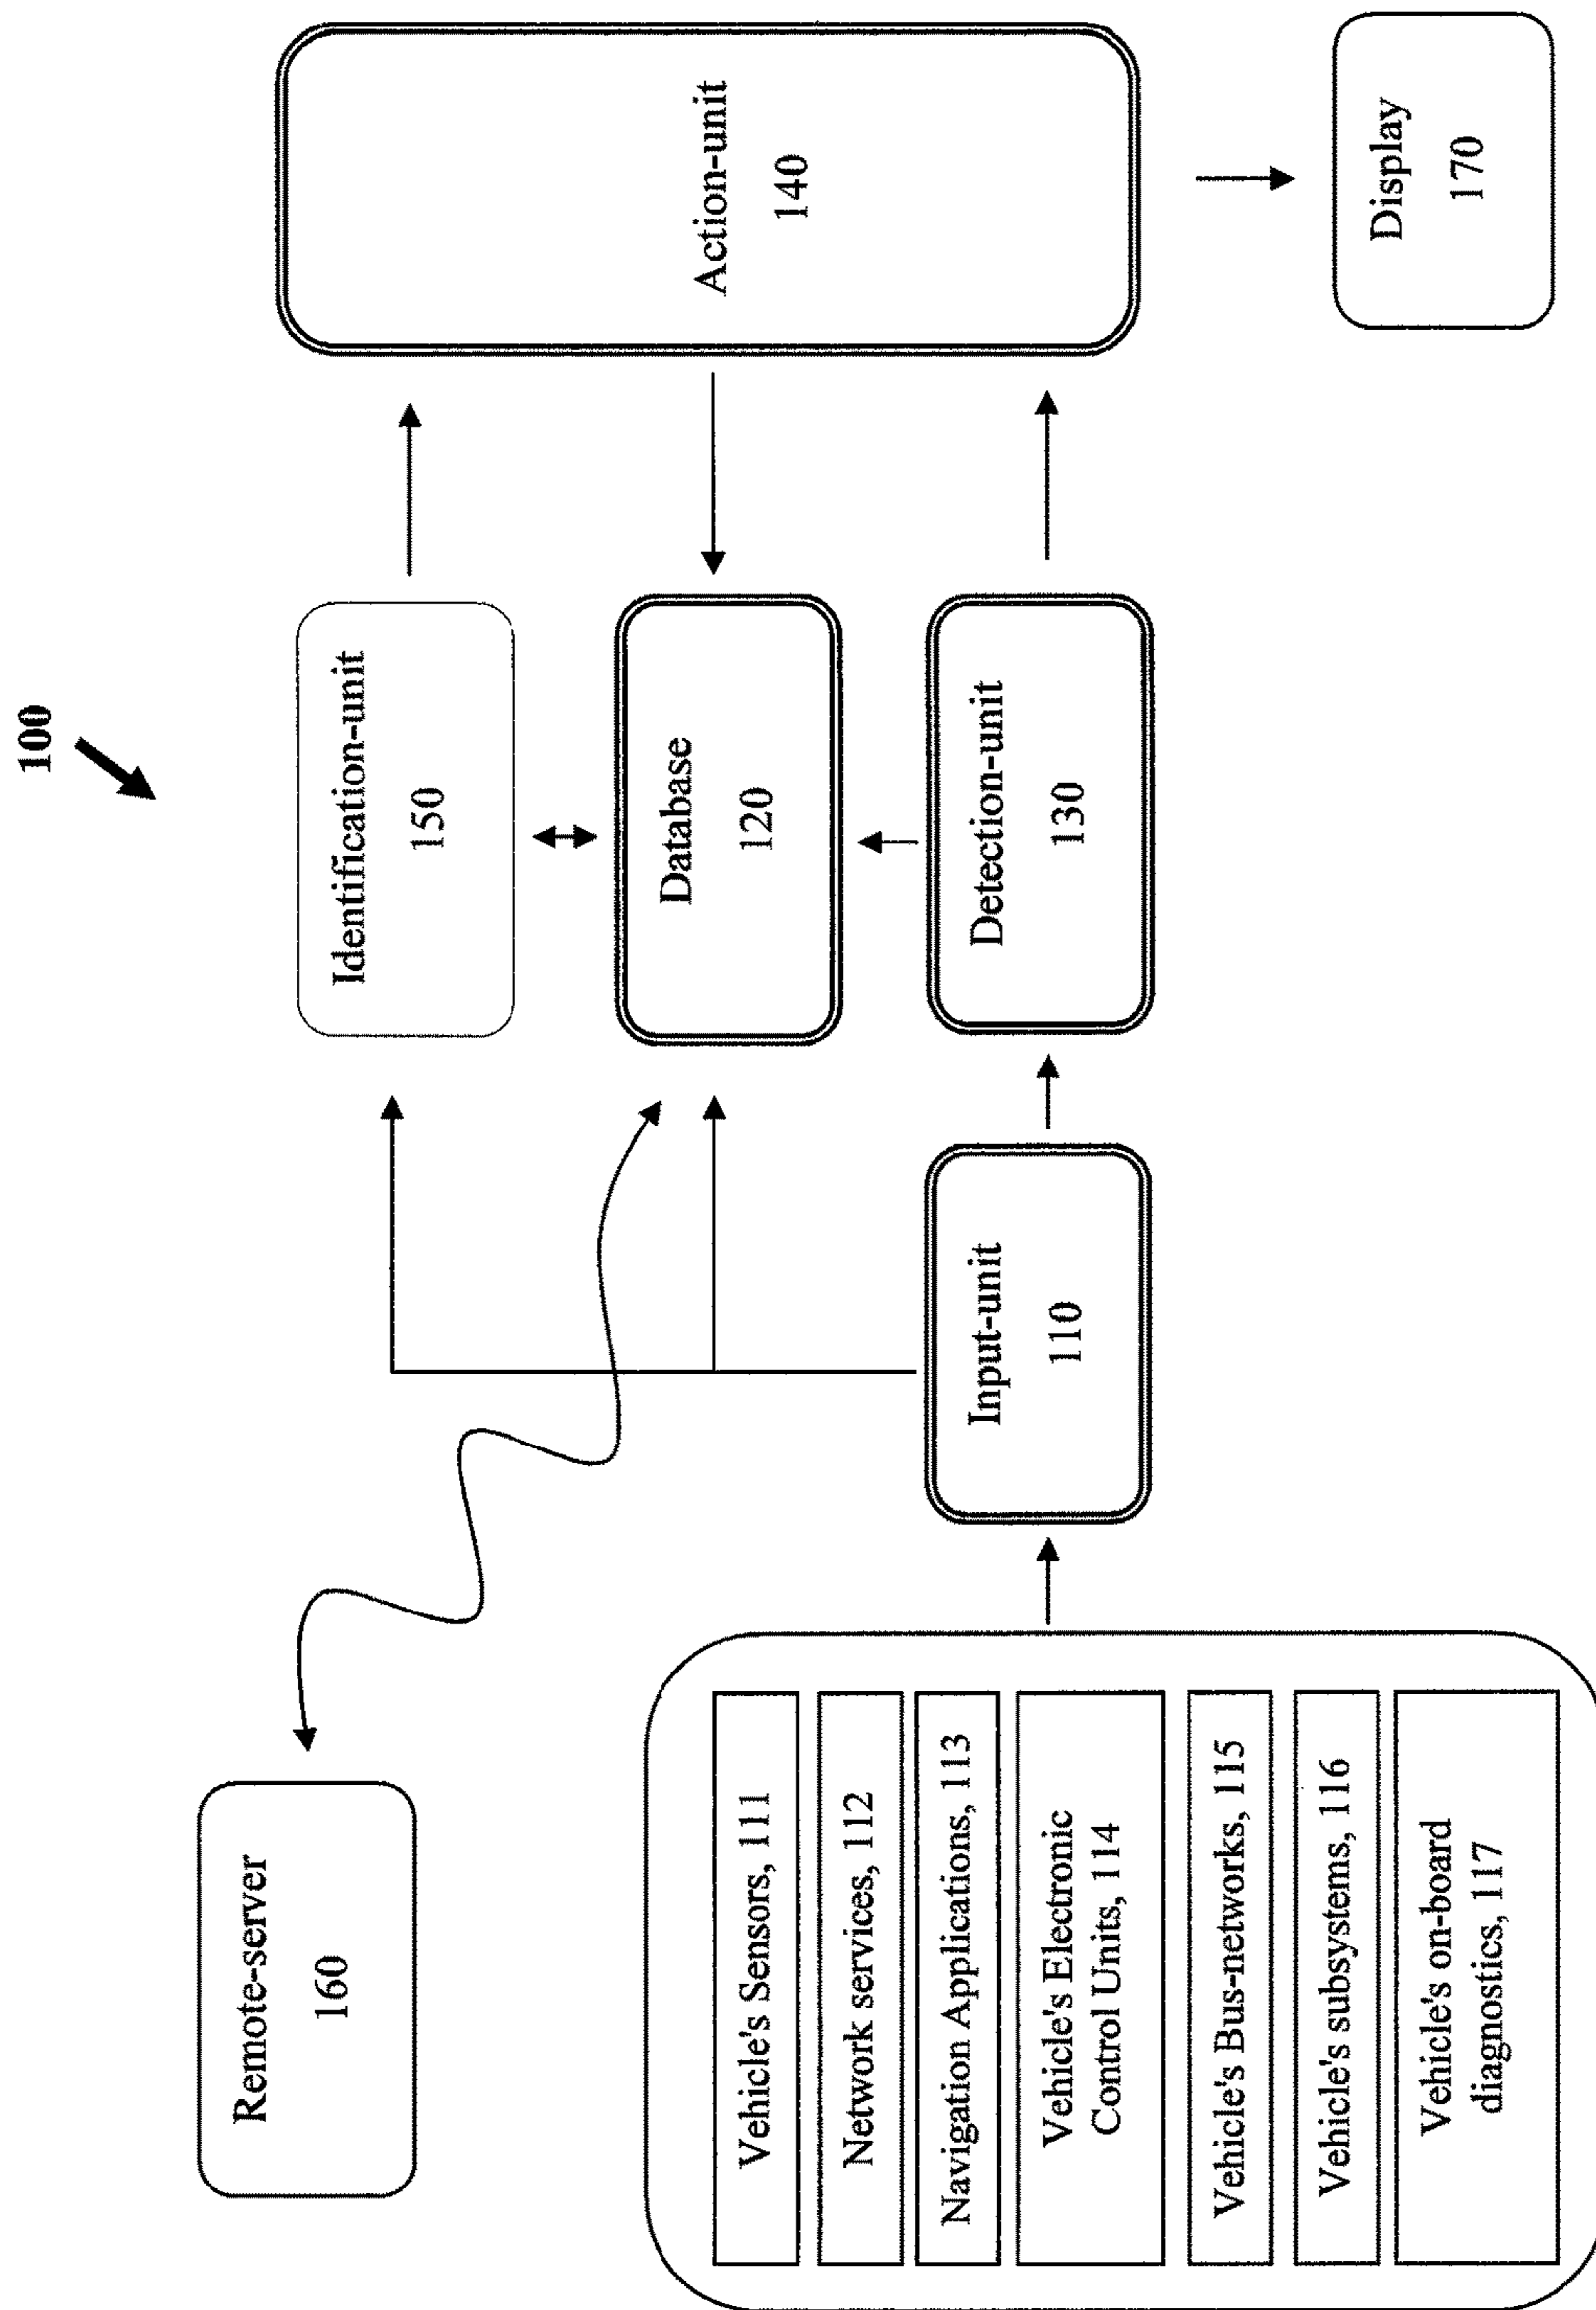 100
Remote-server
160
Identification-unit
150
Database
120
Detection-unit
130
Action-unit
140
Display
170
Input-unit
110
Vehicle's Sensors, 111
Network services, 112
Navigation Applications, 113
Vehicle's Electronic
Control Units, 114
Vehicle's Bus-networks, 115
Vehicle's subsystems, 116
Vehicle's on-board
diagnostics, 117